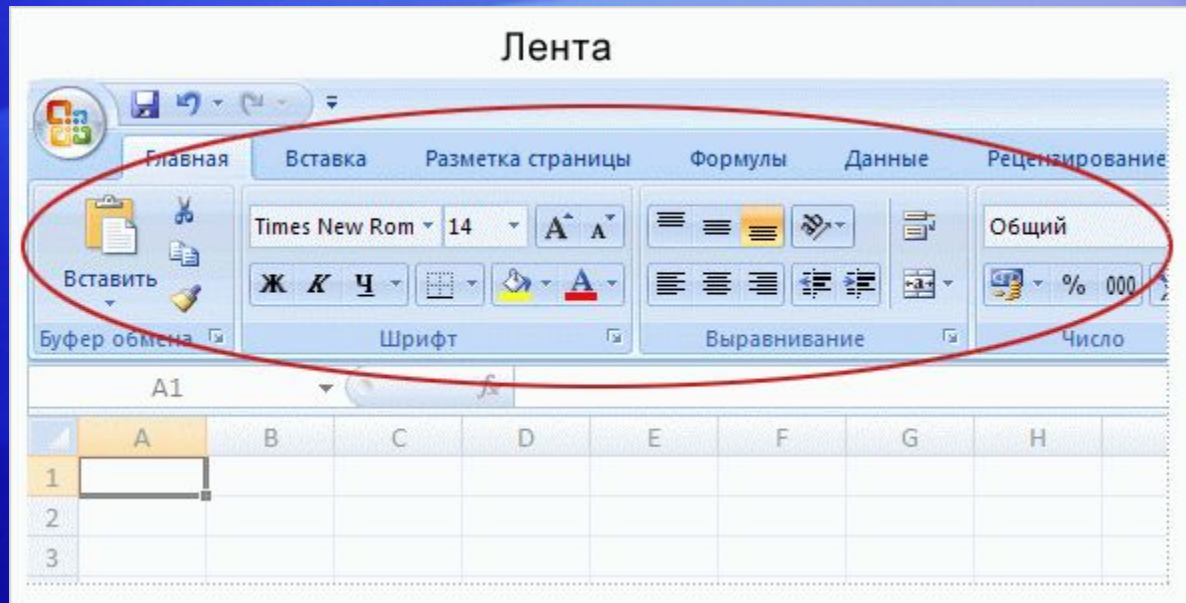 Лента
Главная Вставка Разметка страницы Формулы Данные Рецензирование
Times New Rom 14 A A Общий
Вставить Ж К Ч A % 000
Буфер обмена Шрифт Выравнивание Число
A1 fx
A B C D E F G H
1
2
3